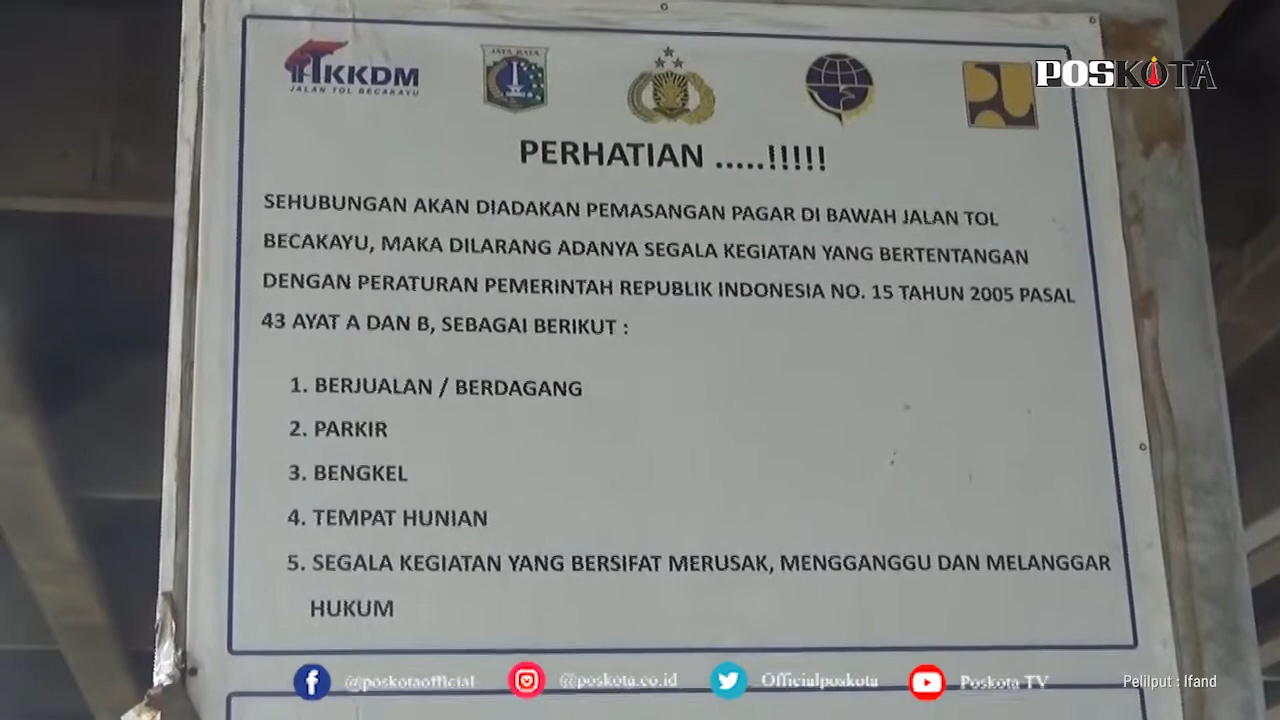 KKDM
JALAN TOL BECAKAYU
JAYA RAYA
POSKOTA
PERHATIAN .....!!!!!
SEHUBUNGAN AKAN DIADAKAN PEMASANGAN PAGAR DI BAWAH JALAN TOL
BECAKAYU, MAKA DILARANG ADANYA SEGALA KEGIATAN YANG BERTENTANGAN
DENGAN PERATURAN PEMERINTAH REPUBLIK INDONESIA NO. 15 TAHUN 2005 PASAL
43 AYAT A DAN B, SEBAGAI BERIKUT :
1. BERJUALAN / BERDAGANG
2. PARKIR
3. BENGKEL
4. TEMPAT HUNIAN
5. SEGALA KEGIATAN YANG BERSIFAT MERUSAK, MENGGANGGU DAN MELANGGAR
HUKUM
@poskotaofficial
@poskota.co.id
Officialposkota
Poskota TV
Peliput : Ifand